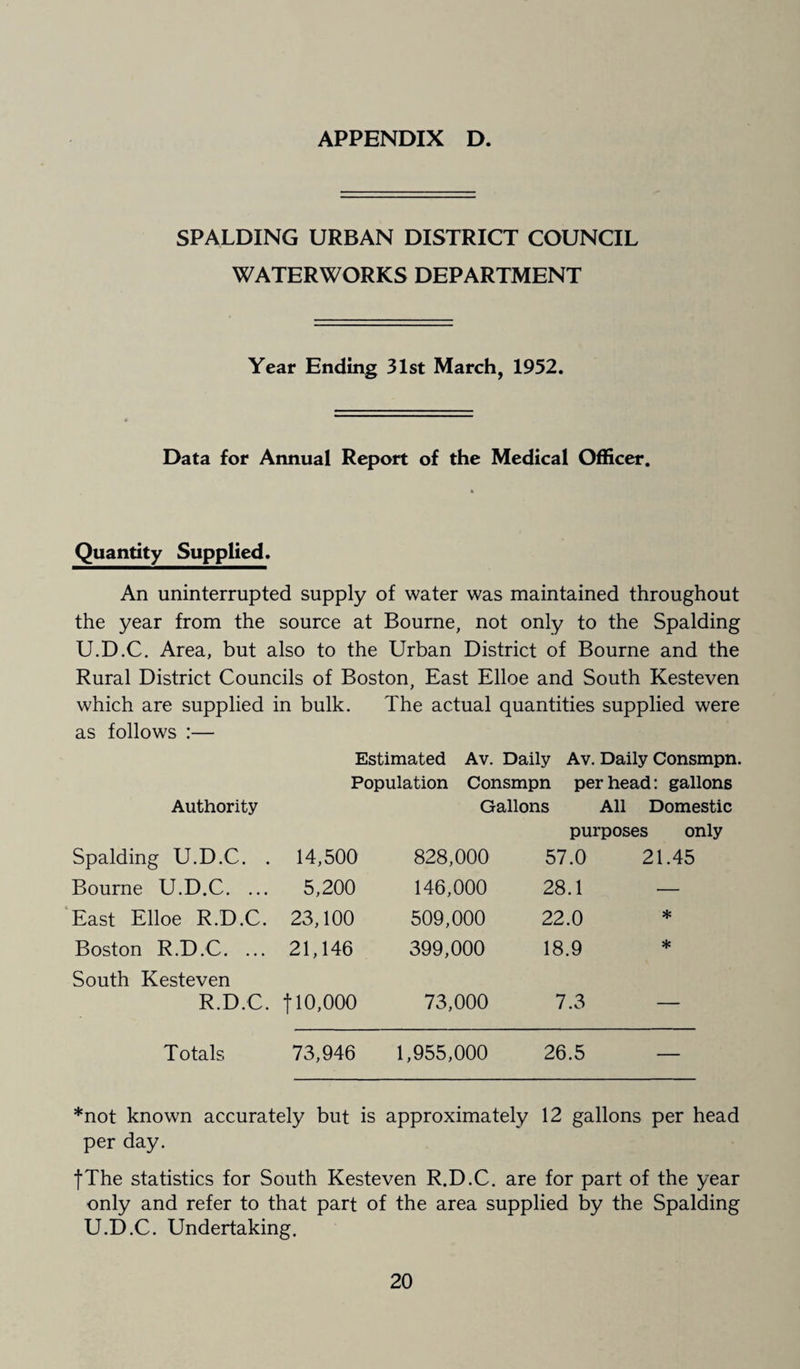 APPENDIX D.
SPALDING URBAN DISTRICT COUNCIL
WATERWORKS DEPARTMENT
Year Ending 31st March, 1952.
Data for Annual Report of the Medical Officer.
Quantity Supplied.
An uninterrupted supply of water was maintained throughout
the year from the source at Bourne, not only to the Spalding
U.D.C. Area, but also to the Urban District of Bourne and the
Rural District Councils of Boston, East Elloe and South Kesteven
which are supplied in bulk. The actual quantities supplied were
as follows :—
Estimated Av. Daily Av. Daily Consmpn.
Population Consmpn per head: gallons
Authority Gallons All Domestic
purposes only
Spalding U.D.C. . 14,500 828,000 57.0 21.45
Bourne U.D.C. ... 5,200 146,000 28.1 —
East Elloe R.D.C. 23,100 509,000 22.0 *
Boston R.D.C. ... 21,146 399,000 18.9 *
South Kesteven
R.D.C. †10,000 73,000 7.3 —
Totals 73,946 1,955,000 26.5 —
*not known accurately but is approximately 12 gallons per head
per day.
†The statistics for South Kesteven R.D.C. are for part of the year
only and refer to that part of the area supplied by the Spalding
U.D.C. Undertaking.
20